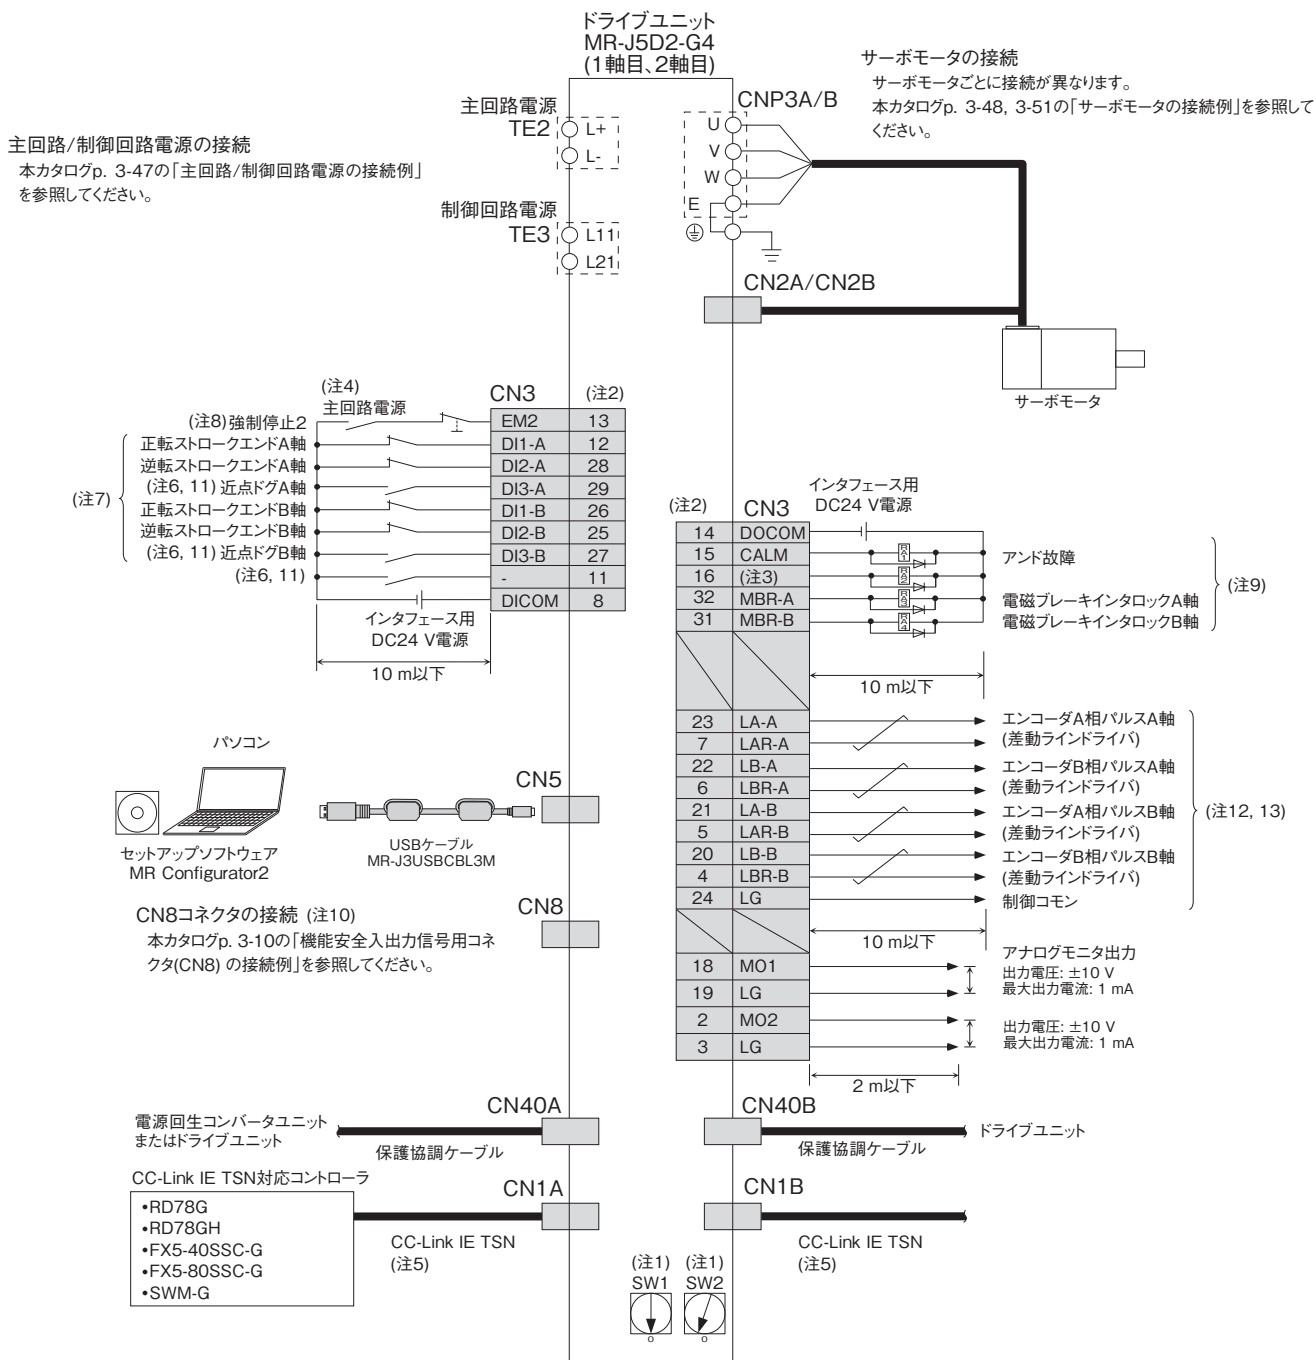 ドライブユニット
MR-J5D2-G4
(1軸目、2軸目)
サーボモータの接続
サーボモータごとに接続が異なります。
本カタログp. 3-48, 3-51の「サーボモータの接続例」を参照して
ください。
主回路/制御回路電源の接続
本カタログp. 3-47の「主回路/制御回路電源の接続例」
を参照してください。
主回路電源
TE2
L+
L-
制御回路電源
TE3
L11
L21
CNP3A/B
U
V
W
E
CN2A/CN2B
サーボモータ
(注4)
主回路電源
CN3 (注2)
(注8)強制停止2 EM2 13
正転ストロークエンドA軸 DI1-A 12
逆転ストロークエンドA軸 DI2-A 28
(注6, 11) 近点ドグA軸 DI3-A 29
正転ストロークエンドB軸 DI1-B 26
逆転ストロークエンドB軸 DI2-B 25
(注6, 11) 近点ドグB軸 DI3-B 27
(注6, 11) - 11
DICOM 8
(注7)
インタフェース用
DC24 V電源
10 m以下
インタフェース用
DC24 V電源
(注2) CN3
14 DOCOM
15 CALM RA1 アンド故障
16 (注3) RA2
32 MBR-A RA3 電磁ブレーキインタロックA軸
31 MBR-B RA4 電磁ブレーキインタロックB軸
(注9)
10 m以下
23 LA-A エンコーダA相パルスA軸
7 LAR-A (差動ラインドライバ)
22 LB-A エンコーダB相パルスA軸
6 LBR-A (差動ラインドライバ)
21 LA-B エンコーダA相パルスB軸
5 LAR-B (差動ラインドライバ)
20 LB-B エンコーダB相パルスB軸
4 LBR-B (差動ラインドライバ)
24 LG 制御コモン
(注12, 13)
10 m以下
アナログモニタ出力
18 MO1 出力電圧: ±10 V
19 LG 最大出力電流: 1 mA
2 MO2 出力電圧: ±10 V
3 LG 最大出力電流: 1 mA
2 m以下
パソコン
CN5
セットアップソフトウェア
MR Configurator2
USBケーブル
MR-J3USBCBL3M
CN8コネクタの接続 (注10)
本カタログp. 3-10の「機能安全入出力信号用コネ
クタ(CN8) の接続例」を参照してください。
CN8
電源回生コンバータユニット
またはドライブユニット
保護協調ケーブル
CN40A
CN40B
保護協調ケーブル
ドライブユニット
CC-Link IE TSN対応コントローラ
•RD78G
•RD78GH
•FX5-40SSC-G
•FX5-80SSC-G
•SWM-G
CN1A
CC-Link IE TSN
(注5)
CN1B
CC-Link IE TSN
(注5)
(注1) (注1)
SW1 SW2
0 0